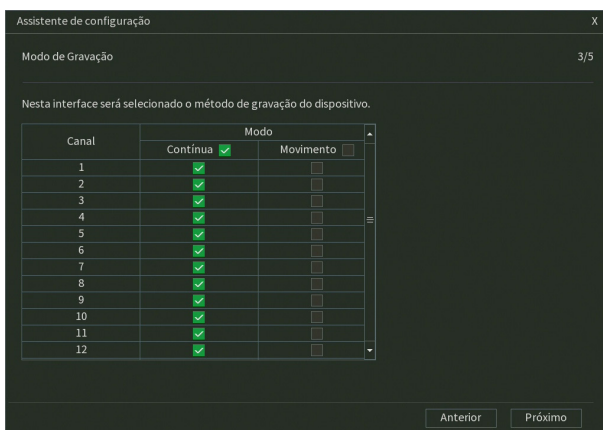 Assistente de configuração X
Modo de Gravação 3/5
Nesta interface será selecionado o método de gravação do dispositivo.
Canal Modo
Contínua Movimento
1
2
3
4
5
6
7
8
9
10
11
12
Anterior Próximo